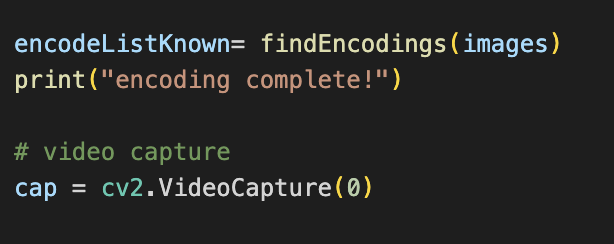 encodeListKnown= findEncodings(images)
print("encoding complete!")
# video capture
cap = cv2.VideoCapture(0)